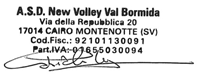 A.S.D. New Volley Val Bormida
Via della Repubblica 20
17014 CAIRO MONTENOTTE (SV)
Cod.Fisc.: 92101130091
Part.IVA: 01655030094